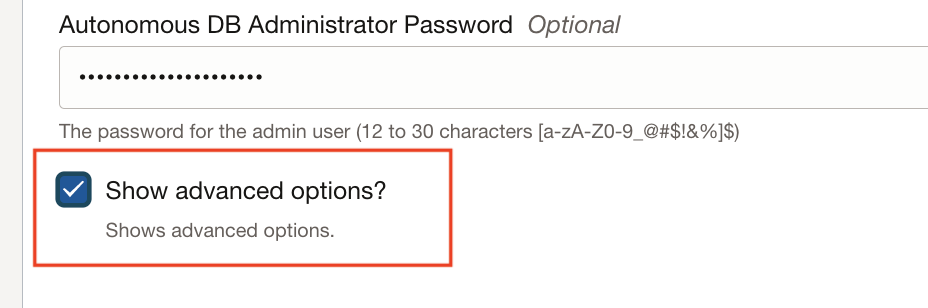 Autonomous DB Administrator Password Optional
•••••••••••••••••••••
The password for the admin user (12 to 30 characters [a-zA-Z0-9_@#$!&%]$)
Show advanced options?
Shows advanced options.